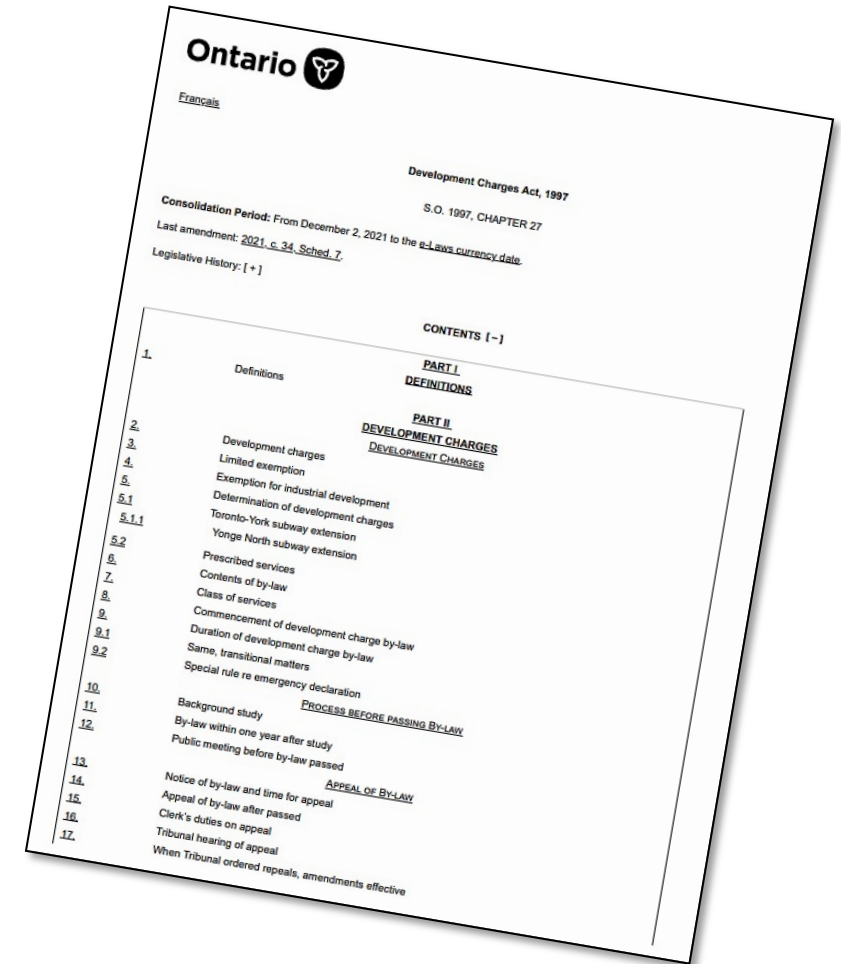 Ontario
Français
Development Charges Act, 1997
S.O. 1997, CHAPTER 27
Consolidation Period: From December 2, 2021 to the e-Laws currency date.
Last amendment: 2021, c. 34, Sched. 7.
Legislative History: [ + ]
CONTENTS [ – ]
PART I
DEFINITIONS
1. Definitions
PART II
DEVELOPMENT CHARGES
DEVELOPMENT CHARGES
2. Development charges
3. Limited exemption
4. Exemption for industrial development
5. Determination of development charges
5.1 Toronto-York subway extension
5.1.1 Yonge North subway extension
5.2 Prescribed services
6. Contents of by-law
7. Class of services
8. Commencement of development charge by-law
9. Duration of development charge by-law
9.1 Same, transitional matters
9.2 Special rule re emergency declaration
PROCESS BEFORE PASSING BY-LAW
10. Background study
11. By-law within one year after study
12. Public meeting before by-law passed
APPEAL OF BY-LAW
13. Notice of by-law and time for appeal
14. Appeal of by-law after passed
15. Clerk's duties on appeal
16. Tribunal hearing of appeal
17. When Tribunal ordered repeals, amendments effective